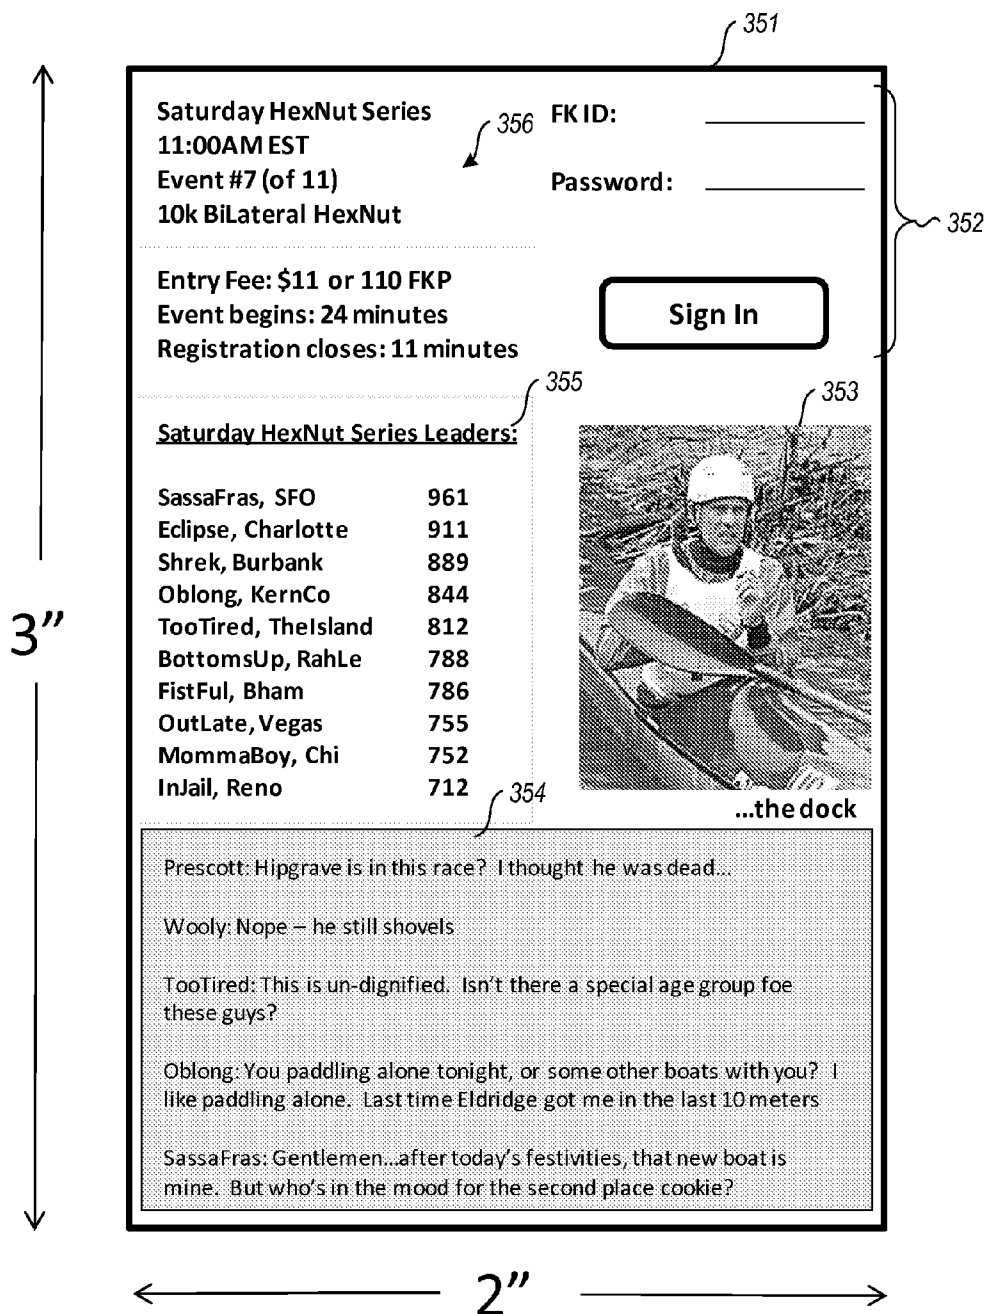 351
Saturday HexNut Series
11:00AM EST
Event #7 (of 11)
10k BiLateral HexNut
356
FK ID:
Password:
352
Entry Fee: $11 or 110 FKP
Event begins: 24 minutes
Registration closes: 11 minutes
Sign In
355
353
Saturday HexNut Series Leaders:
SassaFras, SFO 961
Eclipse, Charlotte 911
Shrek, Burbank 889
Oblong, KernCo 844
TooTired, TheIsland 812
BottomsUp, RahLe 788
FistFul, Bham 786
OutLate, Vegas 755
MommaBoy, Chi 752
InJail, Reno 712
...the dock
354
Prescott: Hipgrave is in this race? I thought he was dead...
Wooly: Nope – he still shovels
TooTired: This is un-dignified. Isn't there a special age group foe
these guys?
Oblong: You paddling alone tonight, or some other boats with you? I
like paddling alone. Last time Eldridge got me in the last 10 meters
SassaFras: Gentlemen...after today's festivities, that new boat is
mine. But who's in the mood for the second place cookie?
3”
2”